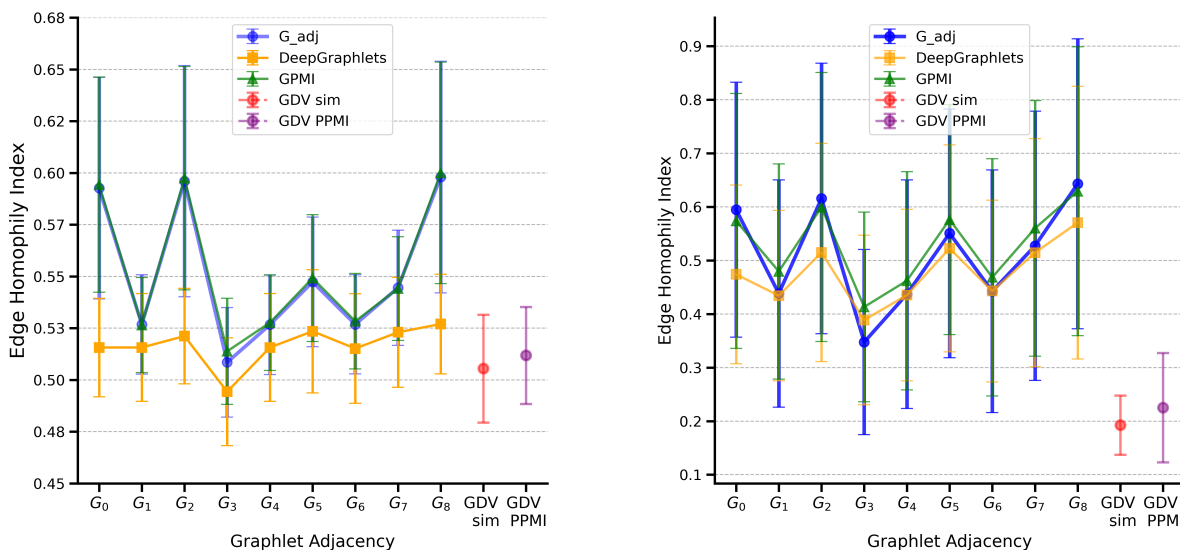 0.68
0.65
0.62
0.60
0.57
0.55
0.53
0.50
0.48
0.45
Edge Homophily Index
G_adj
DeepGraphlets
GPMI
GDV sim
GDV PPMI
G0
G1
G2
G3
G4
G5
G6
G7
G8
GDV
sim
GDV
PPMI
Graphlet Adjacency
0.9
0.8
0.7
0.6
0.5
0.4
0.3
0.2
0.1
Edge Homophily Index
G_adj
DeepGraphlets
GPMI
GDV sim
GDV PPMI
G0
G1
G2
G3
G4
G5
G6
G7
G8
GDV
sim
GDV
PPM
Graphlet Adjacency